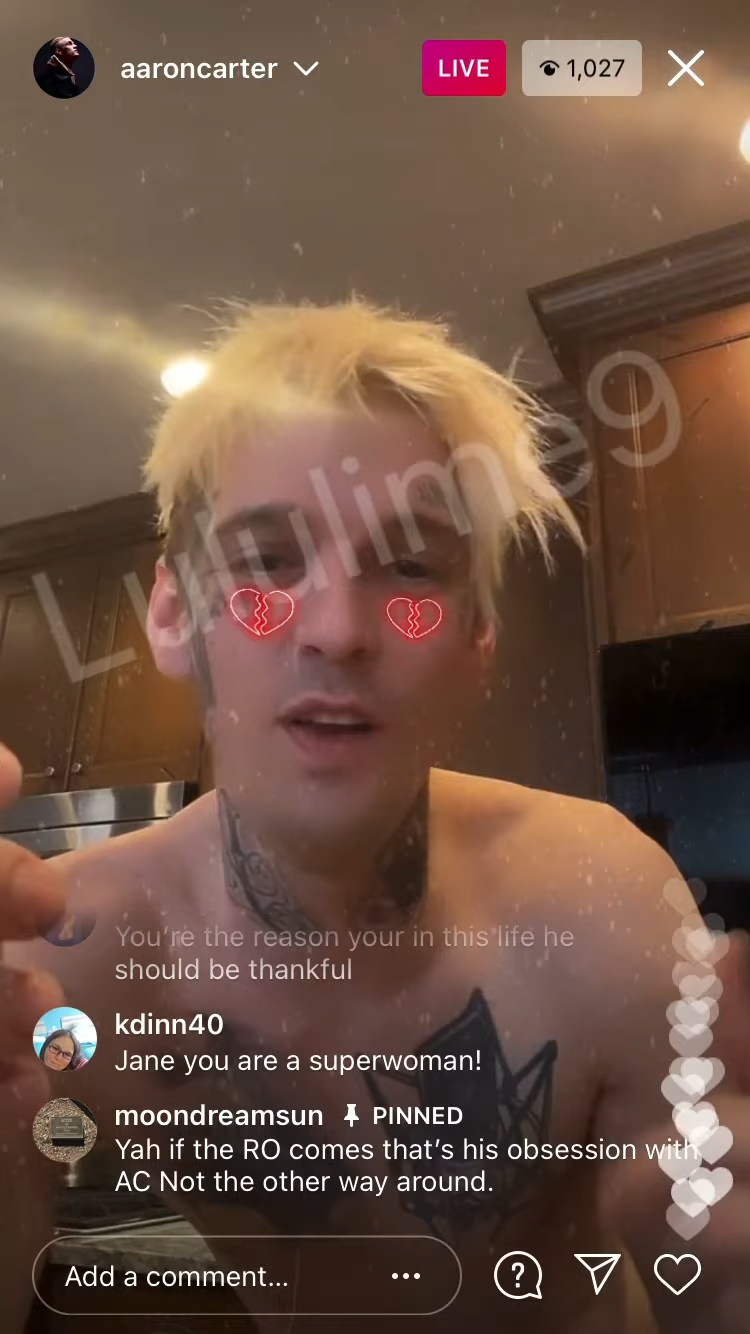 aaroncarter
LIVE
1,027
Lululime9
You're the reason your in this life he
should be thankful
kdinn40
Jane you are a superwoman!
moondreamsun PINNED
Yah if the RO comes that's his obsession with
AC Not the other way around.
Add a comment...
?